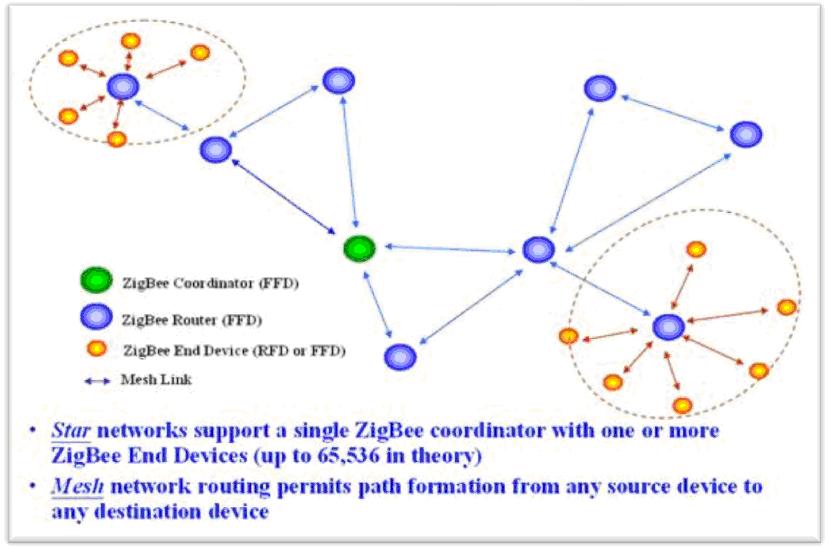 ZigBee Coordinator (FFD)
ZigBee Router (FFD)
ZigBee End Device (RFD or FFD)
Mesh Link
• Star networks support a single ZigBee coordinator with one or more
ZigBee End Devices (up to 65,536 in theory)
• Mesh network routing permits path formation from any source device to
any destination device